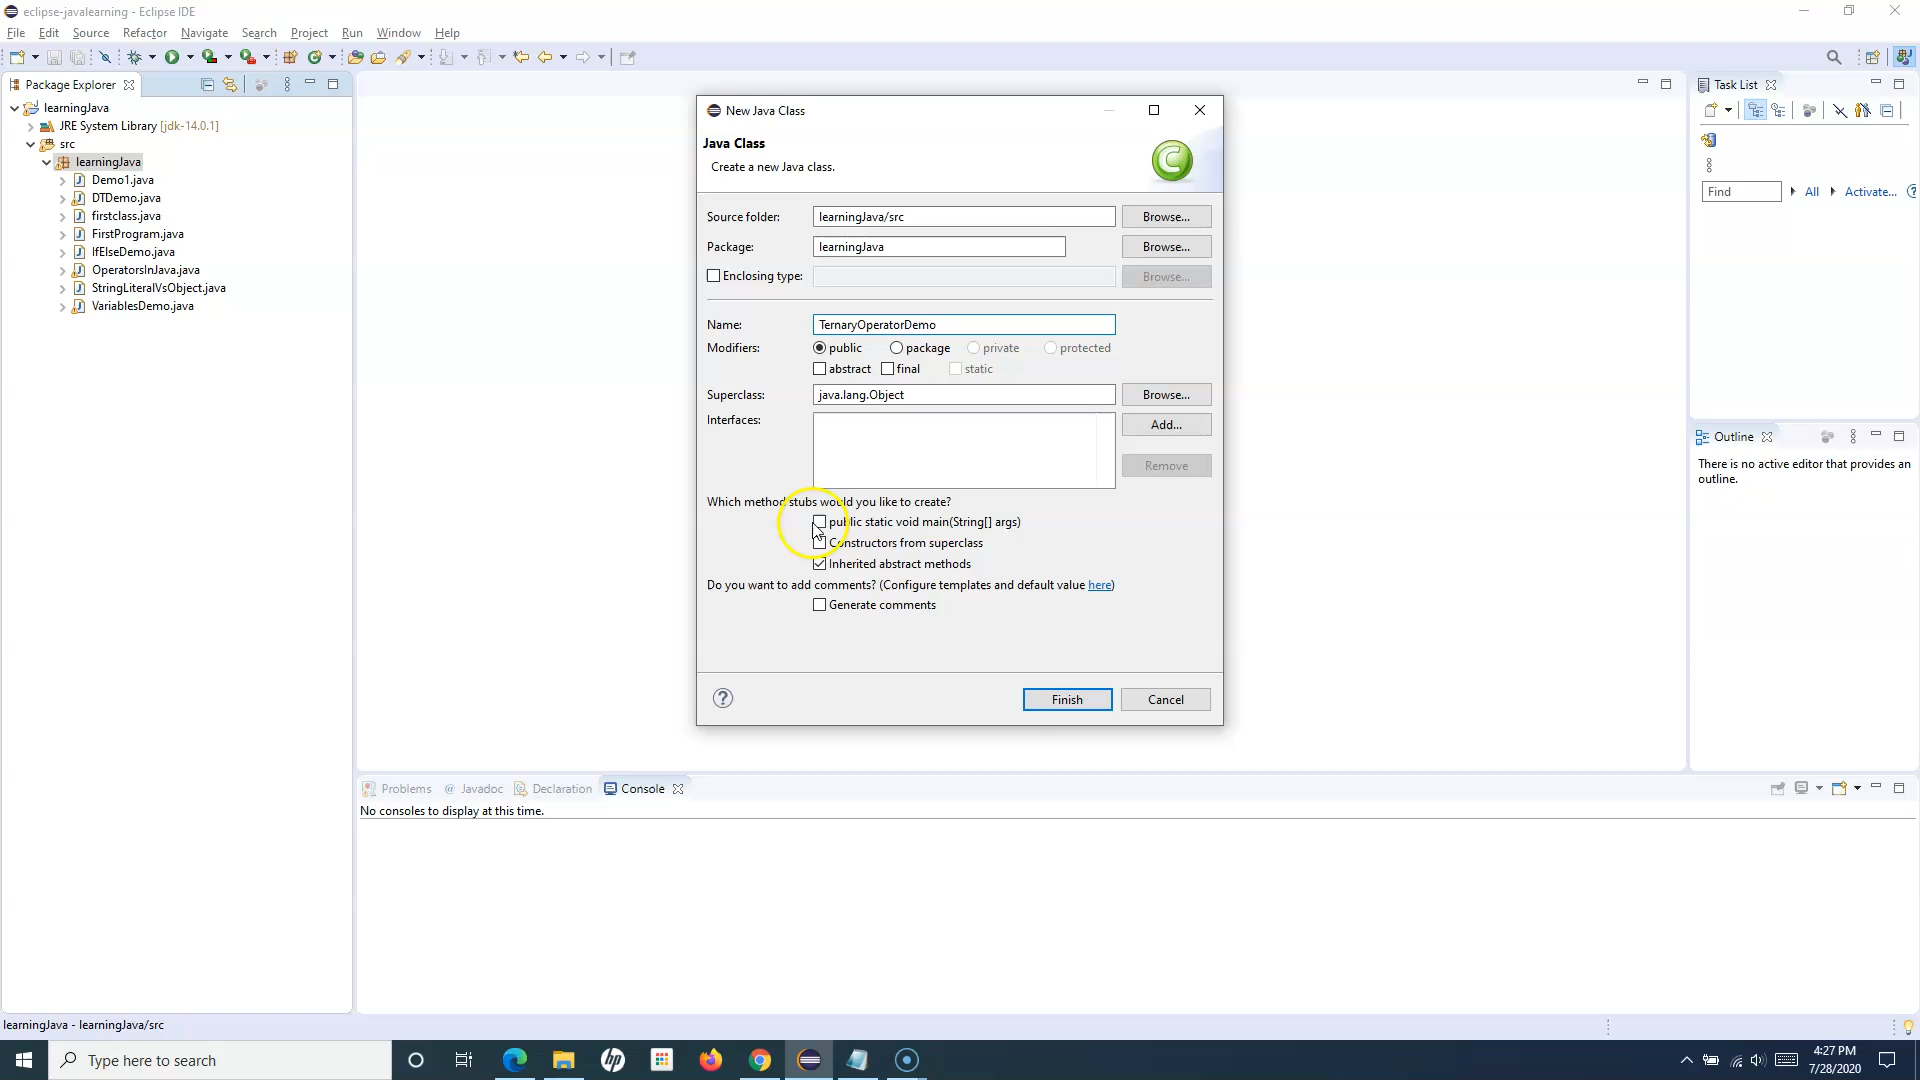 eclipse-javalearning - Eclipse IDE
File Edit Source Refactor Navigate Search Project Run Window Help
Package Explorer
learningJava
JRE System Library [jdk-14.0.1]
src
learningJava
Demo1.java
DTDemo.java
firstclass.java
FirstProgram.java
IfElseDemo.java
OperatorsInJava.java
StringLiteralVsObject.java
VariablesDemo.java
New Java Class
Java Class
Create a new Java class.
Source folder: learningJava/src Browse...
Package: learningJava Browse...
Enclosing type: Browse...
Name: TernaryOperatorDemo
Modifiers: public package private protected
abstract final static
Superclass: java.lang.Object Browse...
Interfaces: Add...
Remove
Which method stubs would you like to create?
public static void main(String[] args)
Constructors from superclass
Inherited abstract methods
Do you want to add comments? (Configure templates and default value here)
Generate comments
Finish Cancel
Task List
Find All Activate...
Outline
There is no active editor that provides an
outline.
Problems @ Javadoc Declaration Console
No consoles to display at this time.
learningJava - learningJava/src
Type here to search
hp
4:27 PM
7/28/2020